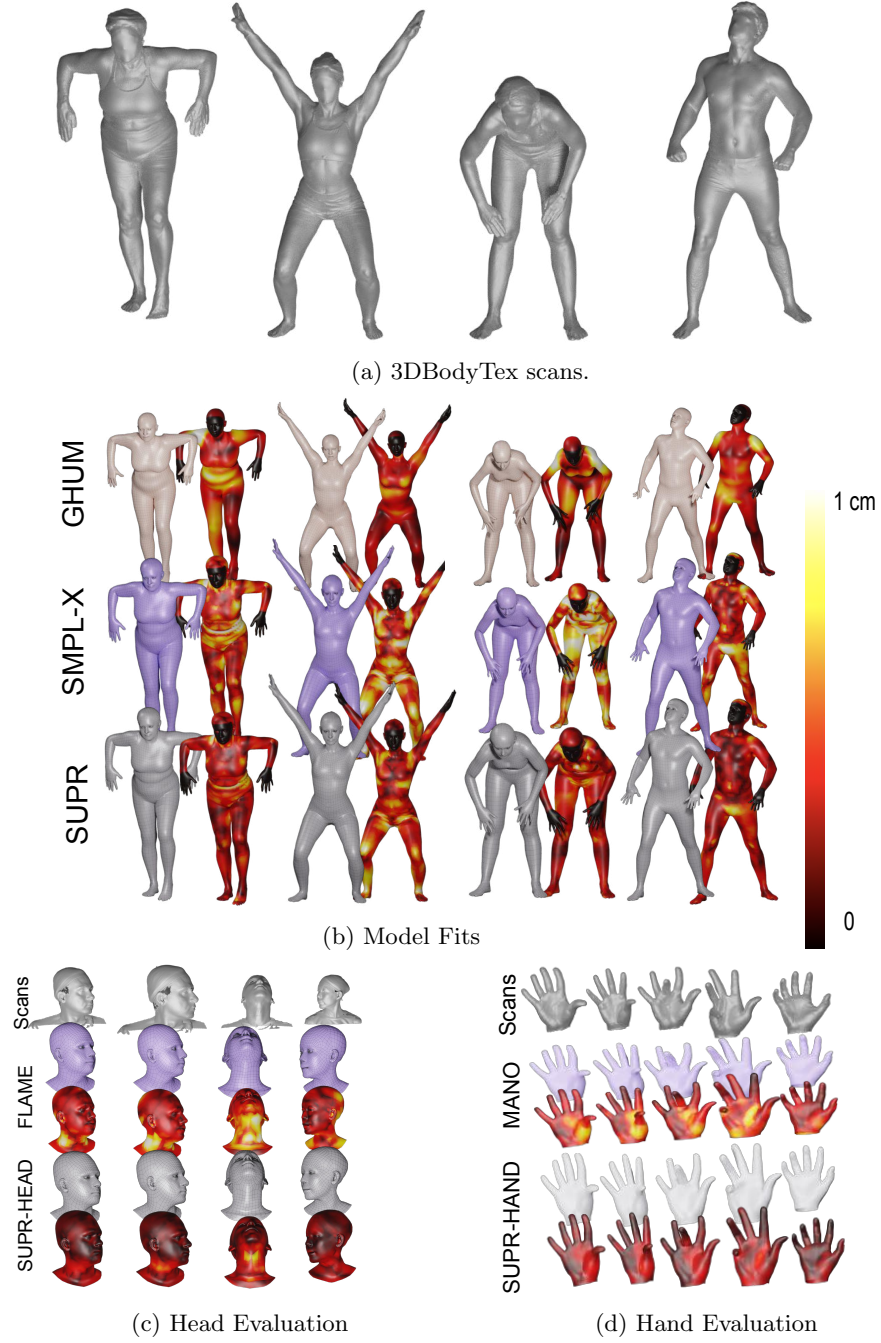 (a) 3DBodyTex scans.
GHUM
SMPL-X
SUPR
1 cm
0
(b) Model Fits
Scans
FLAME
SUPR-HEAD
(c) Head Evaluation
Scans
MANO
SUPR-HAND
(d) Hand Evaluation